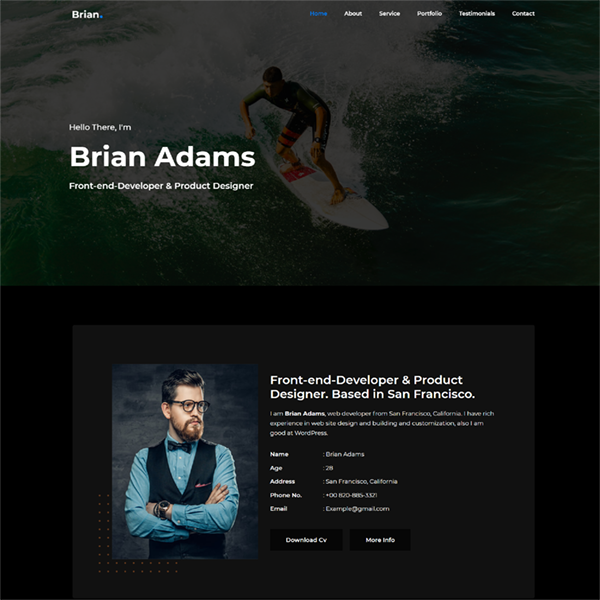 Brian.
Home About Service Portfolio Testimonials Contact
Hello There, I'm
Brian Adams
Front-end-Developer & Product Designer
Front-end-Developer & Product
Designer. Based in San Francisco.
I am Brian Adams, web developer from San Francisco, California. I have rich
experience in web site design and building and customization, also I am
good at WordPress.
Name : Brian Adams
Age : 28
Address : San Francisco, California
Phone No. : +00 820-885-3321
Email : Example@gmail.com
Download Cv More Info